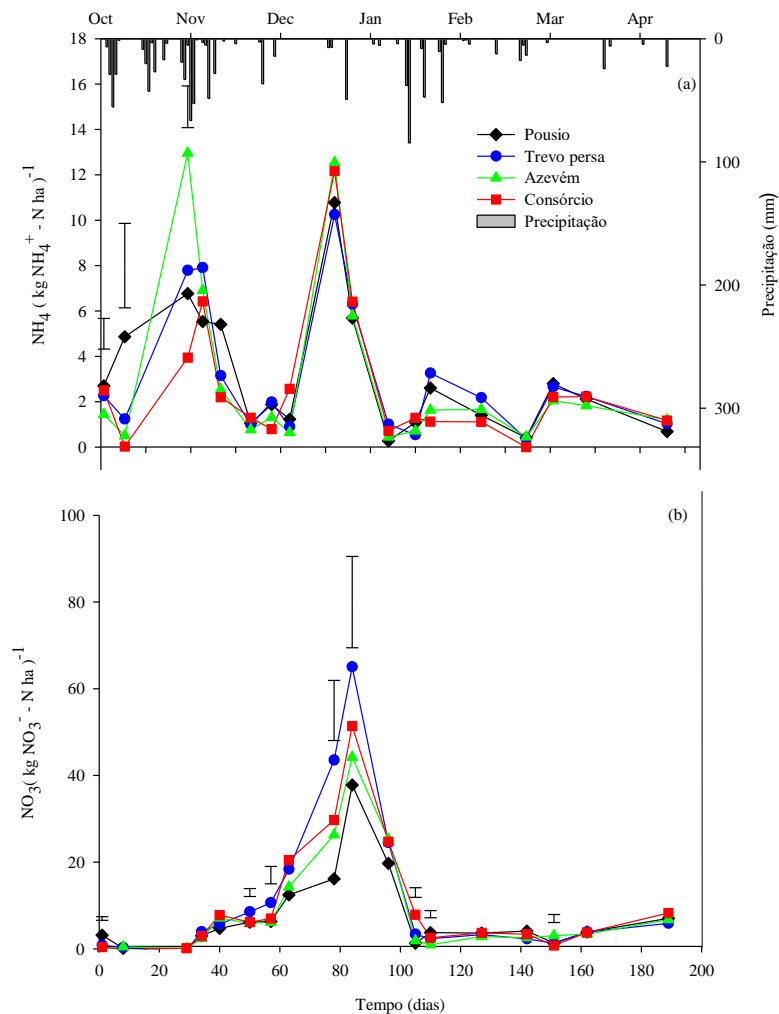 Oct Nov Dec Jan Feb Mar Apr
18 0
16
(a)
14
Pousio
Trevo persa
Azevém
Consórcio
Precipitação
12 100
10
8
200
6
4
300
2
0
NH4 ( kg NH4+ - N ha )-1
Precipitação (mm)
100
(b)
80
60
40
20
0
NO3( kg NO3- - N ha )-1
0 20 40 60 80 100 120 140 160 180 200
Tempo (dias)